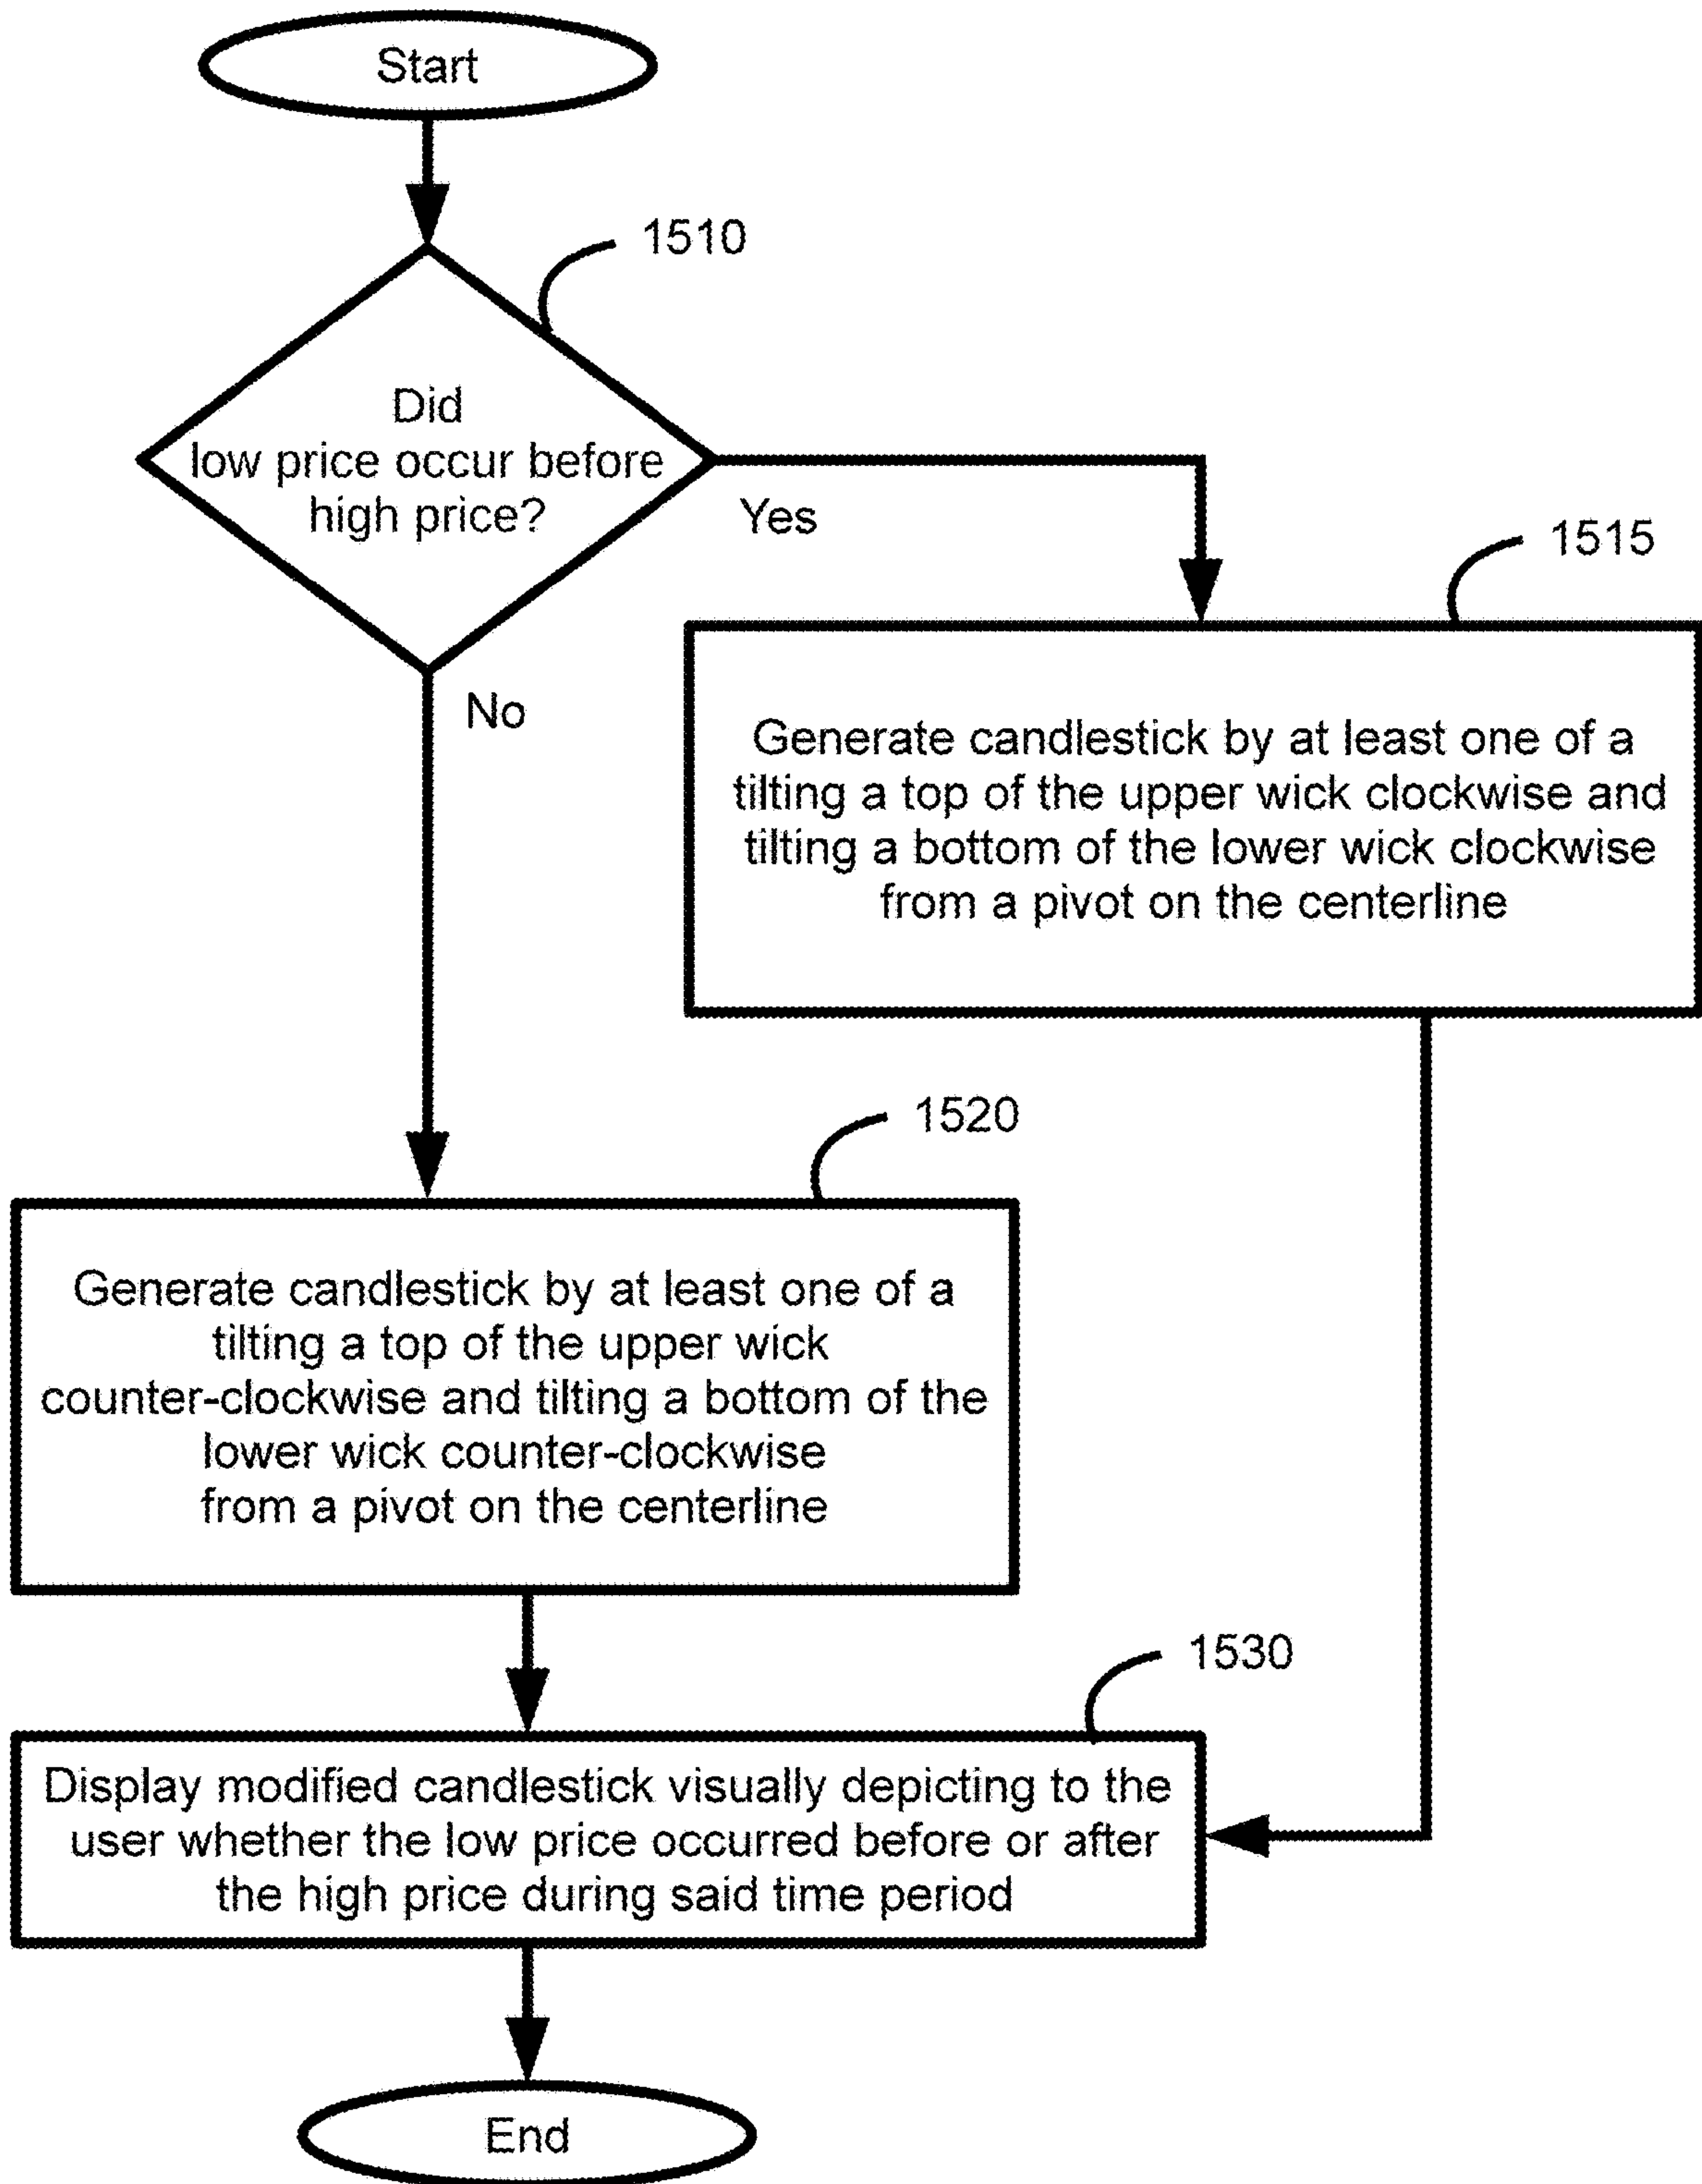 Start
1510
Did
low price occur before
high price?
Yes
1515
No
Generate candlestick by at least one of a
tilting a top of the upper wick clockwise and
tilting a bottom of the lower wick clockwise
from a pivot on the centerline
1520
Generate candlestick by at least one of a
tilting a top of the upper wick
counter-clockwise and tilting a bottom of the
lower wick counter-clockwise
from a pivot on the centerline
1530
Display modified candlestick visually depicting to the
user whether the low price occurred before or after
the high price during said time period
End